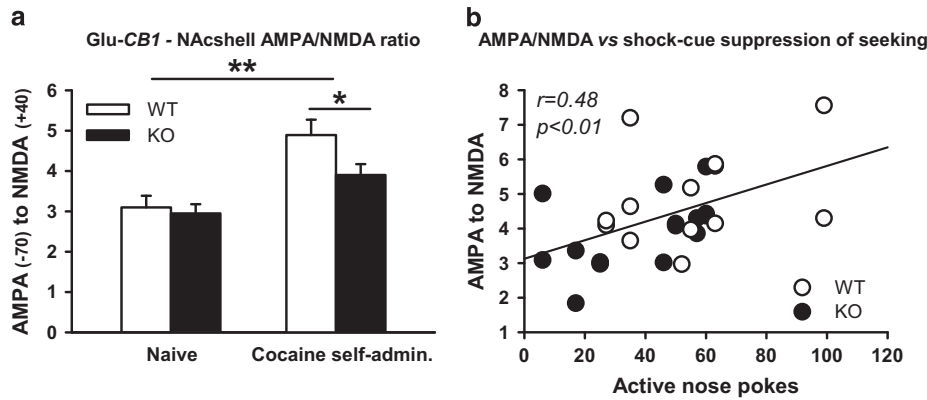 a
Glu-CB1 - NAcshell AMPA/NMDA ratio
**
*
WT
KO
6
5
4
3
2
1
0
AMPA (-70) to NMDA (+40)
Naive
Cocaine self-admin.
b
AMPA/NMDA vs shock-cue suppression of seeking
r=0.48
p<0.01
8
7
6
5
4
3
2
1
AMPA to NMDA
WT
KO
0 20 40 60 80 100 120
Active nose pokes